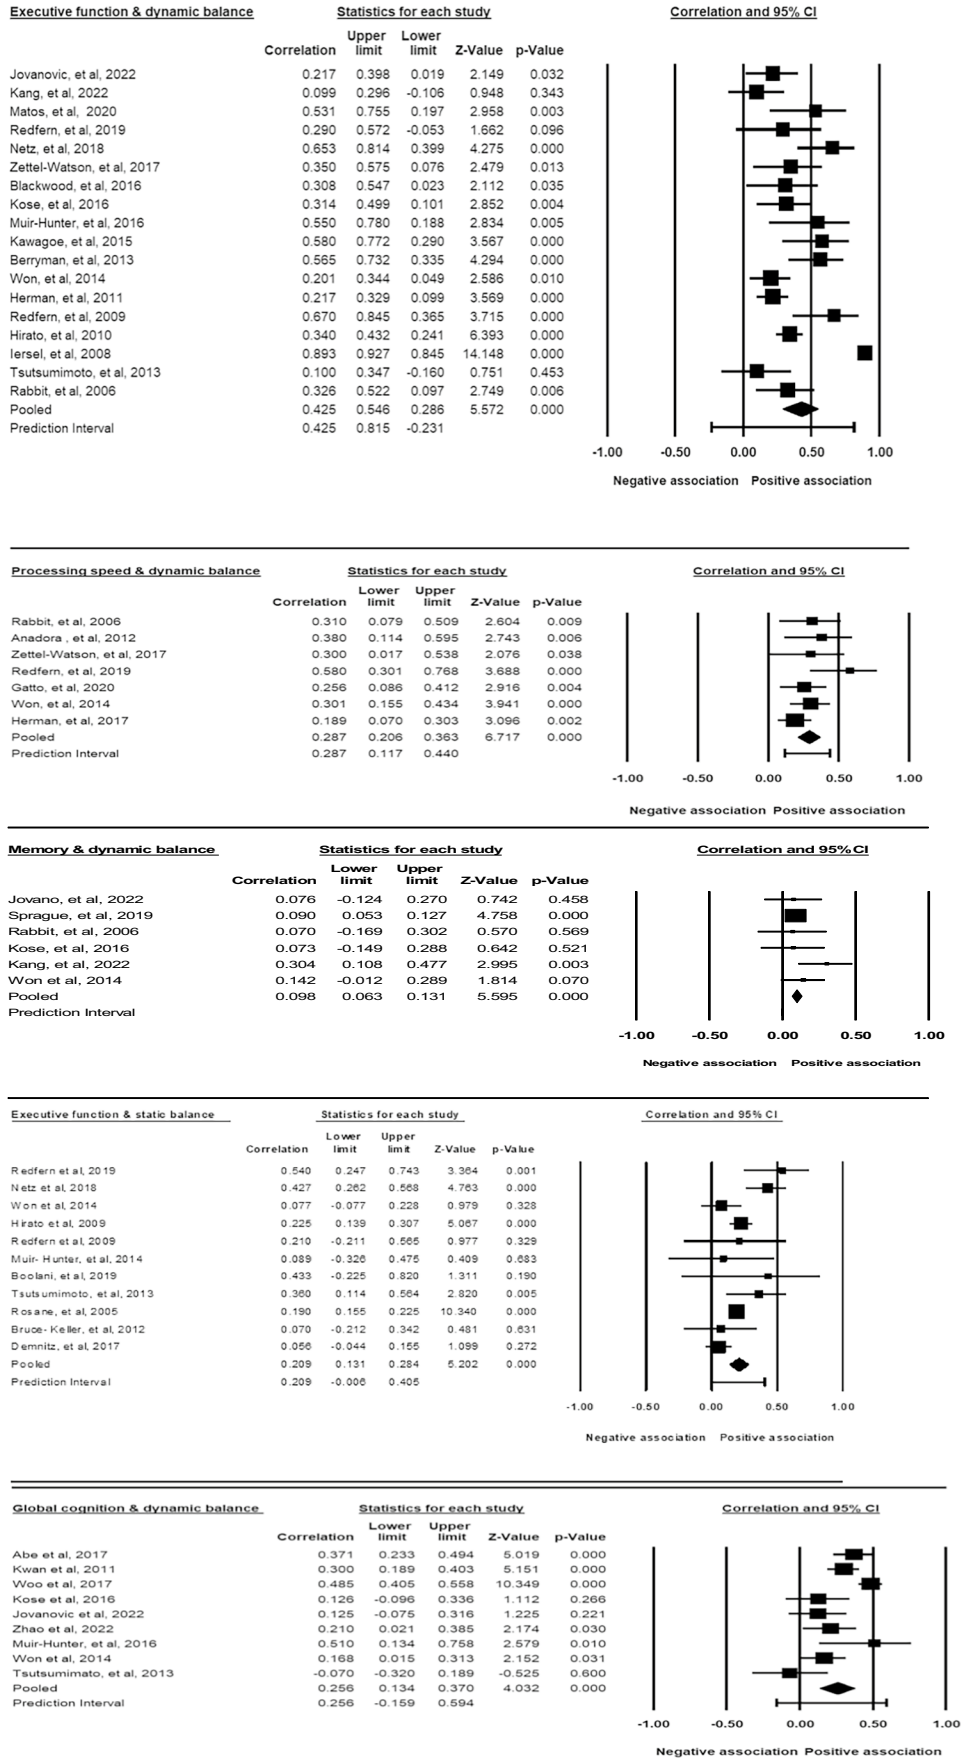 Executive function & dynamic balance Statistics for each study Correlation and 95% CI
Upper Lower
Correlation limit limit Z-Value p-Value
Jovanovic, et al, 2022 0.217 0.398 0.019 2.149 0.032
Kang, et al, 2022 0.099 0.296 -0.106 0.948 0.343
Matos, et al, 2020 0.531 0.755 0.197 2.958 0.003
Redfern, et al, 2019 0.290 0.572 -0.053 1.662 0.096
Netz, et al, 2018 0.653 0.814 0.399 4.275 0.000
Zettel-Watson, et al, 2017 0.350 0.575 0.076 2.479 0.013
Blackwood, et al, 2016 0.308 0.547 0.023 2.112 0.035
Kose, et al, 2016 0.314 0.499 0.101 2.852 0.004
Muir-Hunter, et al, 2016 0.550 0.780 0.188 2.834 0.005
Kawagoe, et al, 2015 0.580 0.772 0.290 3.567 0.000
Berryman, et al, 2013 0.565 0.732 0.335 4.294 0.000
Won, et al, 2014 0.201 0.344 0.049 2.586 0.010
Herman, et al, 2011 0.217 0.329 0.099 3.569 0.000
Redfern, et al, 2009 0.670 0.845 0.365 3.715 0.000
Hirato, et al, 2010 0.340 0.432 0.241 6.393 0.000
Iersel, et al, 2008 0.893 0.927 0.845 14.148 0.000
Tsutsumimoto, et al, 2013 0.100 0.347 -0.160 0.751 0.453
Rabbit, et al, 2006 0.326 0.522 0.097 2.749 0.006
Pooled 0.425 0.546 0.286 5.572 0.000
Prediction Interval 0.425 0.815 -0.231
-1.00 -0.50 0.00 0.50 1.00
Negative association Positive association
Processing speed & dynamic balance Statistics for each study Correlation and 95% CI
Lower Upper
Correlation limit limit Z-Value p-Value
Rabbit, et al, 2006 0.310 0.079 0.509 2.604 0.009
Anadora , et al, 2012 0.380 0.114 0.595 2.743 0.006
Zettel-Watson, et al, 2017 0.300 0.017 0.538 2.076 0.038
Redfern, et al, 2019 0.580 0.301 0.768 3.688 0.000
Gatto, et al, 2020 0.256 0.086 0.412 2.916 0.004
Won, et al, 2014 0.301 0.155 0.434 3.941 0.000
Herman, et al, 2017 0.189 0.070 0.303 3.096 0.002
Pooled 0.287 0.206 0.363 6.717 0.000
Prediction Interval 0.287 0.117 0.440
-1.00 -0.50 0.00 0.50 1.00
Negative association Positive association
Memory & dynamic balance Statistics for each study Correlation and 95%CI
Lower Upper
Correlation limit limit Z-Value p-Value
Jovano, et al, 2022 0.076 -0.124 0.270 0.742 0.458
Sprague, et al, 2019 0.090 0.053 0.127 4.758 0.000
Rabbit, et al, 2006 0.070 -0.169 0.302 0.570 0.569
Kose, et al, 2016 0.073 -0.149 0.288 0.642 0.521
Kang, et al, 2022 0.304 0.108 0.477 2.995 0.003
Won et al, 2014 0.142 -0.012 0.289 1.814 0.070
Pooled 0.098 0.063 0.131 5.595 0.000
Prediction Interval
-1.00 -0.50 0.00 0.50 1.00
Negative association Positive association
Executive function & static balance Statistics for each study Correlation and 95% CI
Lower Upper
Correlation limit limit Z-Value p-Value
Redfern et al, 2019 0.540 0.247 0.743 3.364 0.001
Netz et al, 2018 0.427 0.262 0.568 4.763 0.000
Won et al, 2014 0.077 -0.077 0.228 0.979 0.328
Hirato et al, 2009 0.225 0.139 0.307 5.067 0.000
Redfern et al, 2009 0.210 -0.211 0.565 0.977 0.329
Muir- Hunter, et al, 2014 0.089 -0.326 0.475 0.409 0.683
Boolani, et al, 2019 0.433 -0.225 0.820 1.311 0.190
Tsutsumimoto, et al, 2013 0.360 0.114 0.564 2.820 0.005
Rosane, et al, 2005 0.190 0.155 0.225 10.340 0.000
Bruce- Keller, et al, 2012 0.070 -0.212 0.342 0.481 0.631
Demnitz, et al, 2017 0.056 -0.044 0.155 1.099 0.272
Pooled 0.209 0.131 0.284 5.202 0.000
Prediction Interval 0.209 -0.006 0.405
-1.00 -0.50 0.00 0.50 1.00
Negative association Positive association
Global cognition & dynamic balance Statistics for each study Correlation and 95% CI
Lower Upper
Correlation limit limit Z-Value p-Value
Abe et al, 2017 0.371 0.233 0.494 5.019 0.000
Kwan et al, 2011 0.300 0.189 0.403 5.151 0.000
Woo et al, 2017 0.485 0.405 0.558 10.349 0.000
Kose et al, 2016 0.126 -0.096 0.336 1.112 0.266
Jovanovic et al, 2022 0.125 -0.075 0.316 1.225 0.221
Zhao et al, 2022 0.210 0.021 0.385 2.174 0.030
Muir-Hunter, et al, 2016 0.510 0.134 0.758 2.579 0.010
Won et al, 2014 0.168 0.015 0.313 2.152 0.031
Tsutsumimato, et al, 2013 -0.070 -0.320 0.189 -0.525 0.600
Pooled 0.256 0.134 0.370 4.032 0.000
Prediction Interval 0.256 -0.159 0.594
-1.00 -0.50 0.00 0.50 1.00
Negative association Positive association